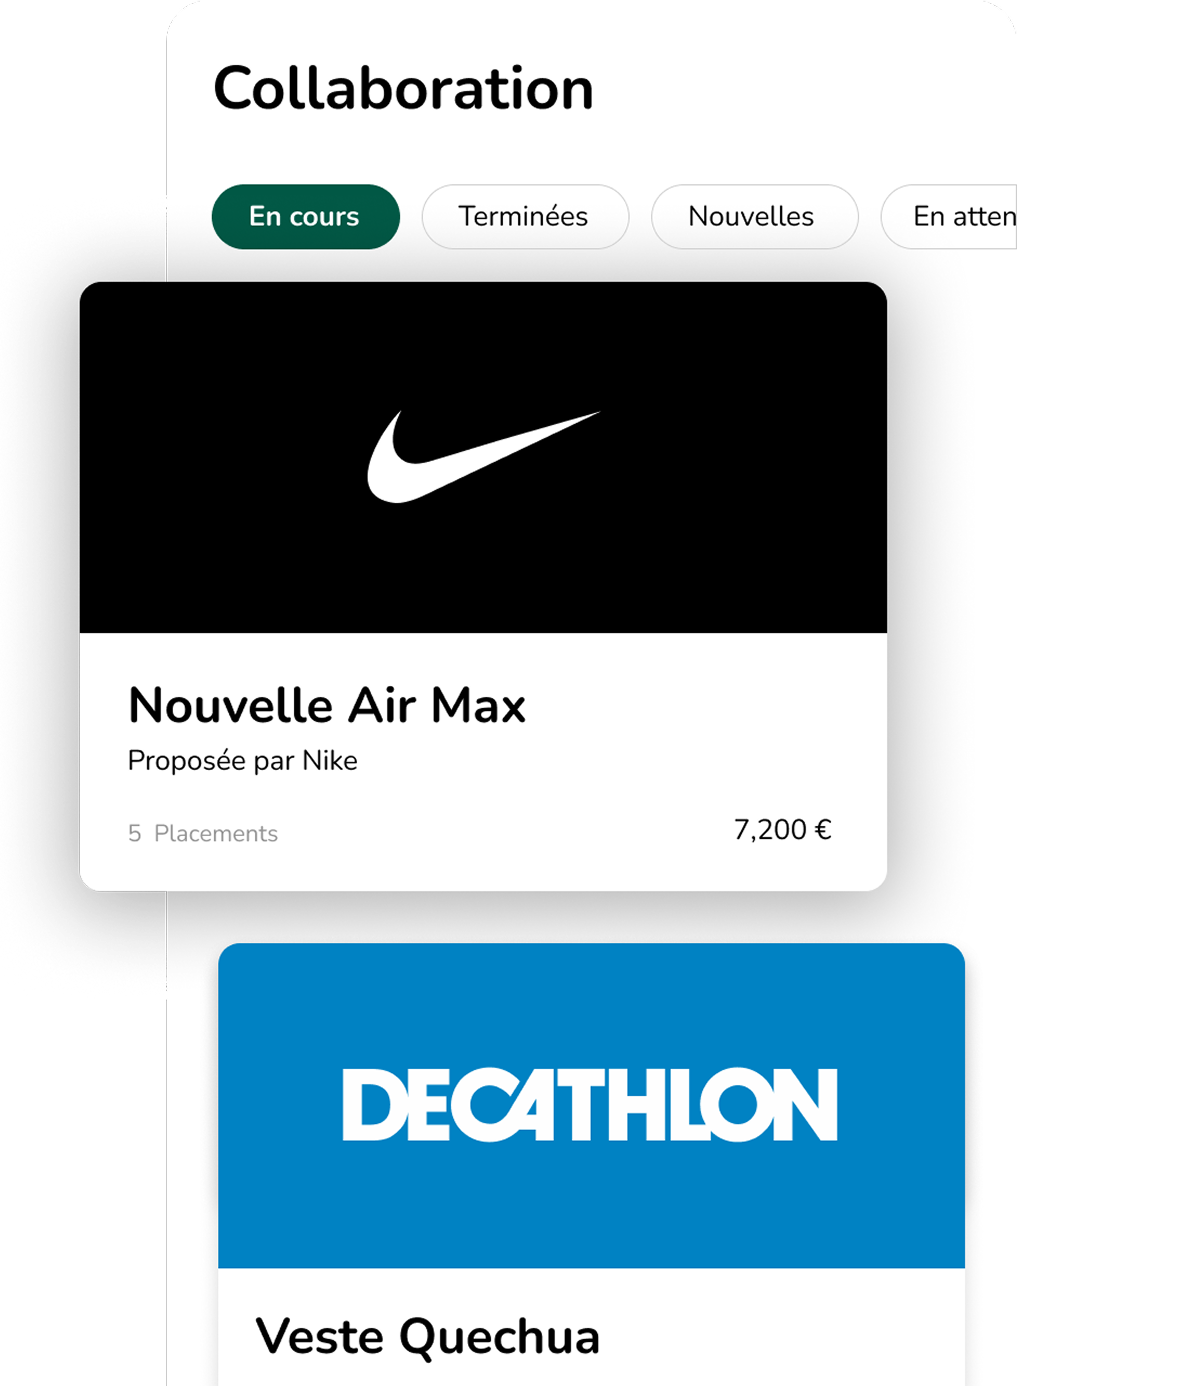 Collaboration
En cours Terminées Nouvelles En atten
Nouvelle Air Max
Proposée par Nike
5 Placements 7,200 €
DECATHLON
Veste Quechua